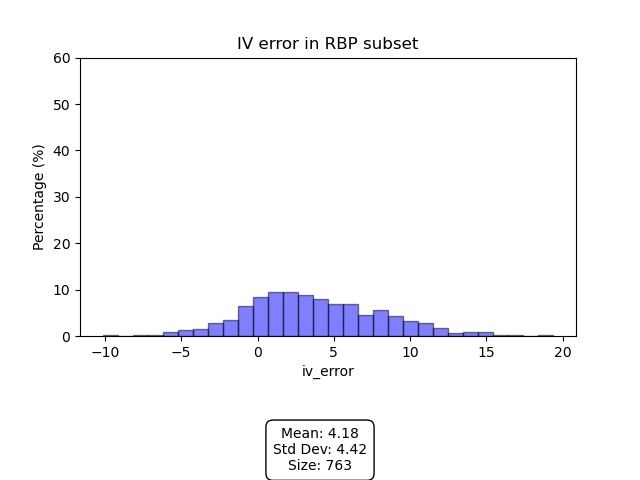 IV error in RBP subset
60
50
40
30
20
10
0
Percentage (%)
−10
−5
0
5
10
15
20
iv_error
Mean: 4.18
Std Dev: 4.42
Size: 763